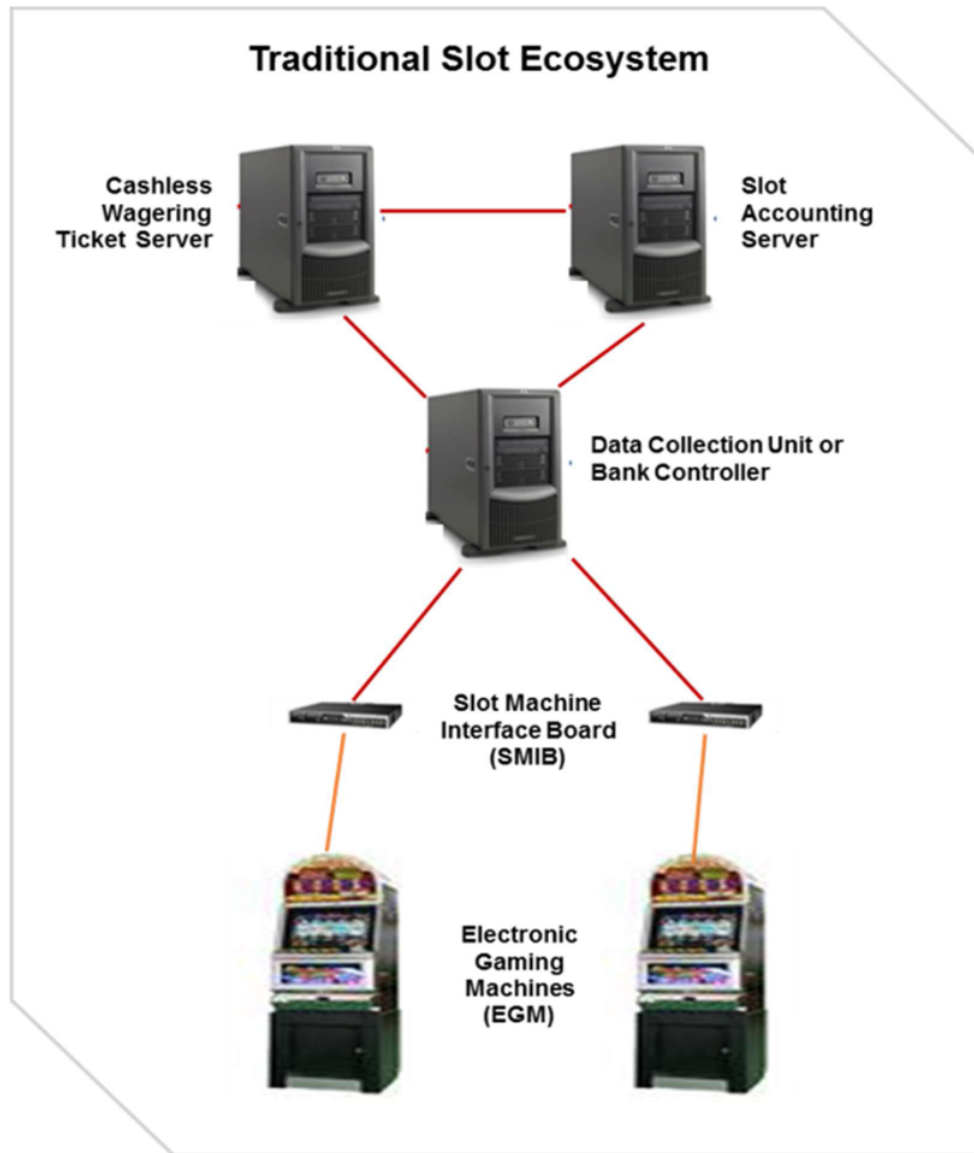 Traditional Slot Ecosystem
Cashless
Wagering
Ticket Server
Slot
Accounting
Server
Data Collection Unit or
Bank Controller
Slot Machine
Interface Board
(SMIB)
Electronic
Gaming
Machines
(EGM)